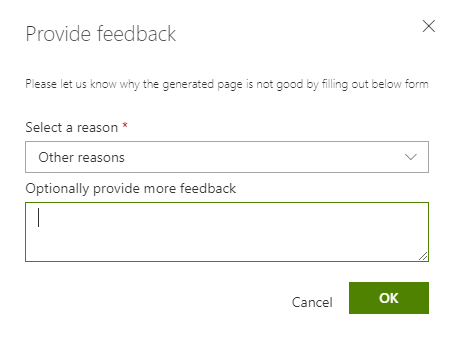 Provide feedback
Please let us know why the generated page is not good by filling out below form
Select a reason *
Other reasons
Optionally provide more feedback
Cancel
OK